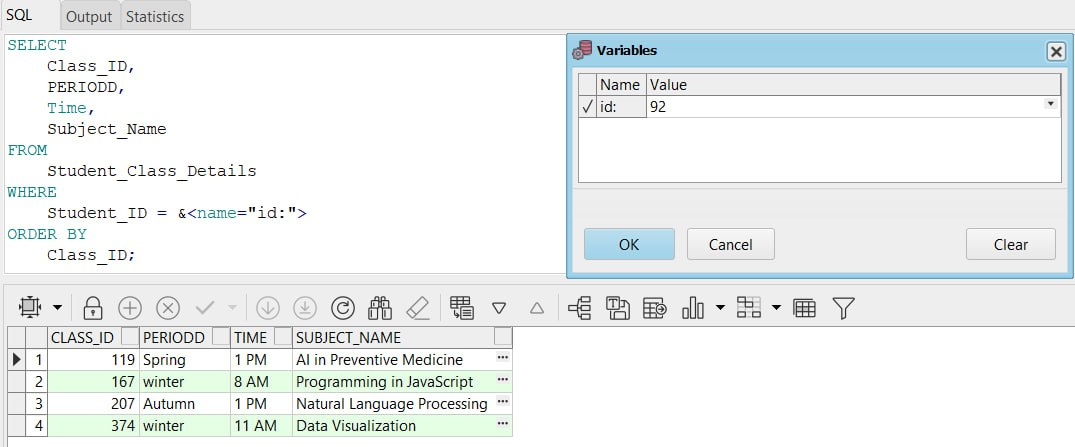 SQL Output Statistics
SELECT
Class_ID,
PERIODD,
Time,
Subject_Name
FROM
Student_Class_Details
WHERE
Student_ID = &<name="id:">
ORDER BY
Class_ID;
Variables
Name Value
id: 92
OK Cancel Clear
CLASS_ID PERIODD TIME SUBJECT_NAME
1 119 Spring 1 PM AI in Preventive Medicine ...
2 167 winter 8 AM Programming in JavaScript ...
3 207 Autumn 1 PM Natural Language Processing ...
4 374 winter 11 AM Data Visualization ...